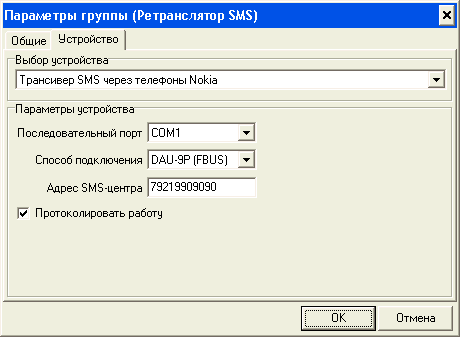 Параметры группы (Ретранслятор SMS)
Общие Устройство
Выбор устройства
Трансивер SMS через телефоны Nokia
Параметры устройства
Последовательный порт COM1
Способ подключения DAU-9P (FBUS)
Адрес SMS-центра 79219909090
Протоколировать работу
OK Отмена